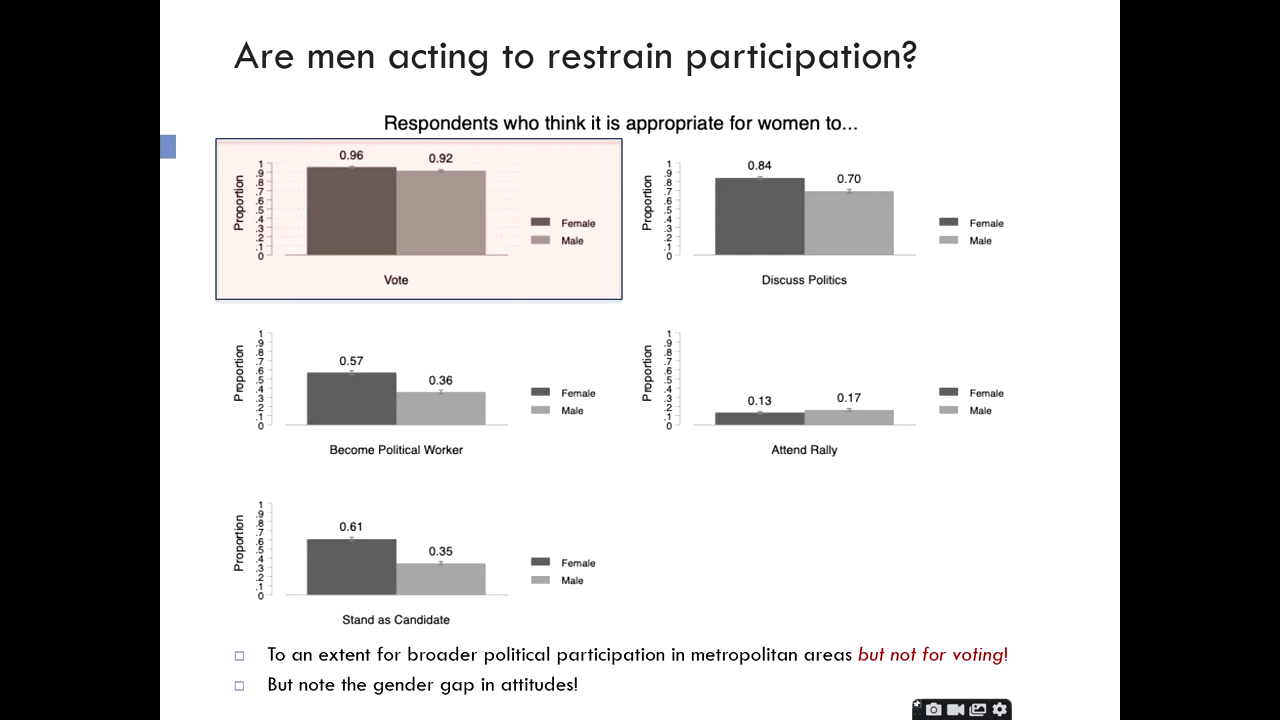 Are men acting to restrain participation?
Respondents who think it is appropriate for women to...
Proportion
1
.9
.8
.7
.6
.5
.4
.3
.2
.1
0
0.96
0.92
Female
Male
Vote
Proportion
1
.9
.8
.7
.6
.5
.4
.3
.2
.1
0
0.84
0.70
Female
Male
Discuss Politics
Proportion
1
.9
.8
.7
.6
.5
.4
.3
.2
.1
0
0.57
0.36
Female
Male
Become Political Worker
Proportion
1
.9
.8
.7
.6
.5
.4
.3
.2
.1
0
0.13
0.17
Female
Male
Attend Rally
Proportion
1
.9
.8
.7
.6
.5
.4
.3
.2
.1
0
0.61
0.35
Female
Male
Stand as Candidate
To an extent for broader political participation in metropolitan areas but not for voting!
But note the gender gap in attitudes!